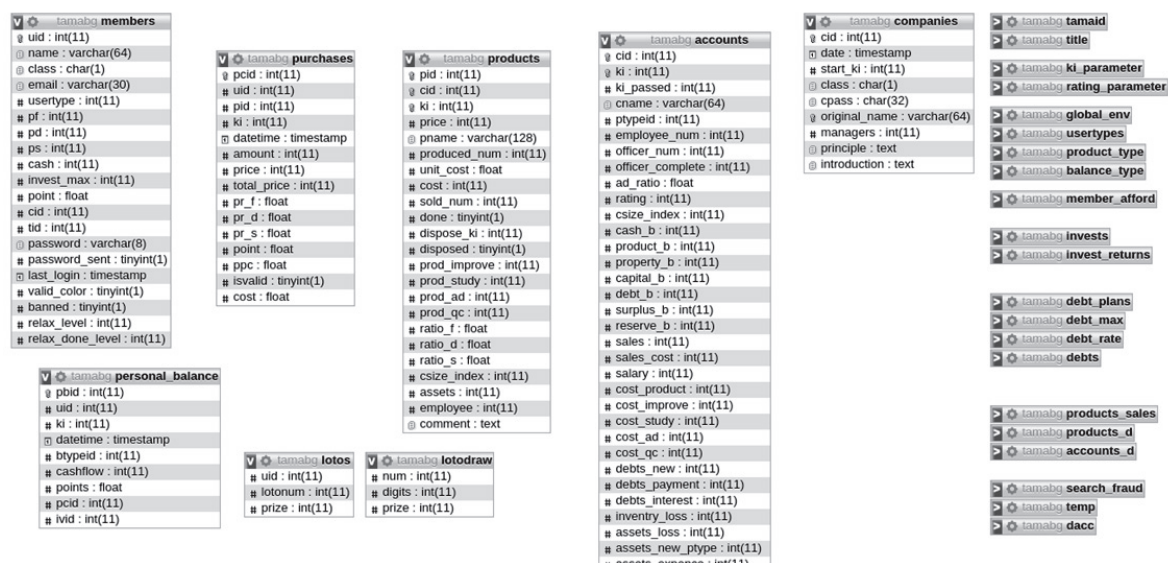 tamabg members
uid : int(11)
name : varchar(64)
class : char(1)
email : varchar(30)
# usertype : int(11)
# pf : int(11)
# pd : int(11)
# ps : int(11)
# cash : int(11)
# invest_max : int(11)
# point : float
# cid : int(11)
# tid : int(11)
password : varchar(8)
# password_sent : tinyint(1)
last_login : timestamp
# valid_color : tinyint(1)
# banned : tinyint(1)
# relax_level : int(11)
# relax_done_level : int(11)
tamabg personal_balance
pbid : int(11)
# uid : int(11)
# ki : int(11)
datetime : timestamp
# btypeid : int(11)
# cashflow : int(11)
# points : float
# pcid : int(11)
# ivid : int(11)
tamabg purchases
pcid : int(11)
# uid : int(11)
# pid : int(11)
# ki : int(11)
datetime : timestamp
# amount : int(11)
# price : int(11)
# total_price : int(11)
# pr_f : float
# pr_d : float
# pr_s : float
# point : float
# ppc : float
# isvalid : tinyint(1)
# cost : float
tamabg lotos
# uid : int(11)
# lotonum : int(11)
# prize : int(11)
tamabg lotodraw
# num : int(11)
# digits : int(11)
# prize : int(11)
tamabg products
pid : int(11)
cid : int(11)
ki : int(11)
# price : int(11)
pname : varchar(128)
# produced_num : int(11)
# unit_cost : float
# cost : int(11)
# sold_num : int(11)
# done : tinyint(1)
# dispose_ki : int(11)
# disposed : tinyint(1)
# prod_improve : int(11)
# prod_study : int(11)
# prod_ad : int(11)
# prod_qc : int(11)
# ratio_f : float
# ratio_d : float
# ratio_s : float
# csize_index : int(11)
# assets : int(11)
# employee : int(11)
comment : text
tamabg accounts
cid : int(11)
ki : int(11)
# ki_passed : int(11)
cname : varchar(64)
# ptypeid : int(11)
# employee_num : int(11)
# officer_num : int(11)
# officer_complete : int(11)
# ad_ratio : float
# rating : int(11)
# csize_index : int(11)
# cash_b : int(11)
# product_b : int(11)
# property_b : int(11)
# capital_b : int(11)
# debt_b : int(11)
# surplus_b : int(11)
# reserve_b : int(11)
# sales : int(11)
# sales_cost : int(11)
# salary : int(11)
# cost_product : int(11)
# cost_improve : int(11)
# cost_study : int(11)
# cost_ad : int(11)
# cost_qc : int(11)
# debts_new : int(11)
# debts_payment : int(11)
# debts_interest : int(11)
# inventry_loss : int(11)
# assets_loss : int(11)
# assets_new_ptype : int(11)
tamabg companies
cid : int(11)
date : timestamp
# start_ki : int(11)
class : char(1)
cpass : char(32)
original_name : varchar(64)
# managers : int(11)
principle : text
introduction : text
tamabg tamaid
tamabg title
tamabg ki_parameter
tamabg rating_parameter
tamabg global_env
tamabg usertypes
tamabg product_type
tamabg balance_type
tamabg member_afford
tamabg invests
tamabg invest_returns
tamabg debt_plans
tamabg debt_max
tamabg debt_rate
tamabg debts
tamabg products_sales
tamabg products_d
tamabg accounts_d
tamabg search_fraud
tamabg temp
tamabg dacc